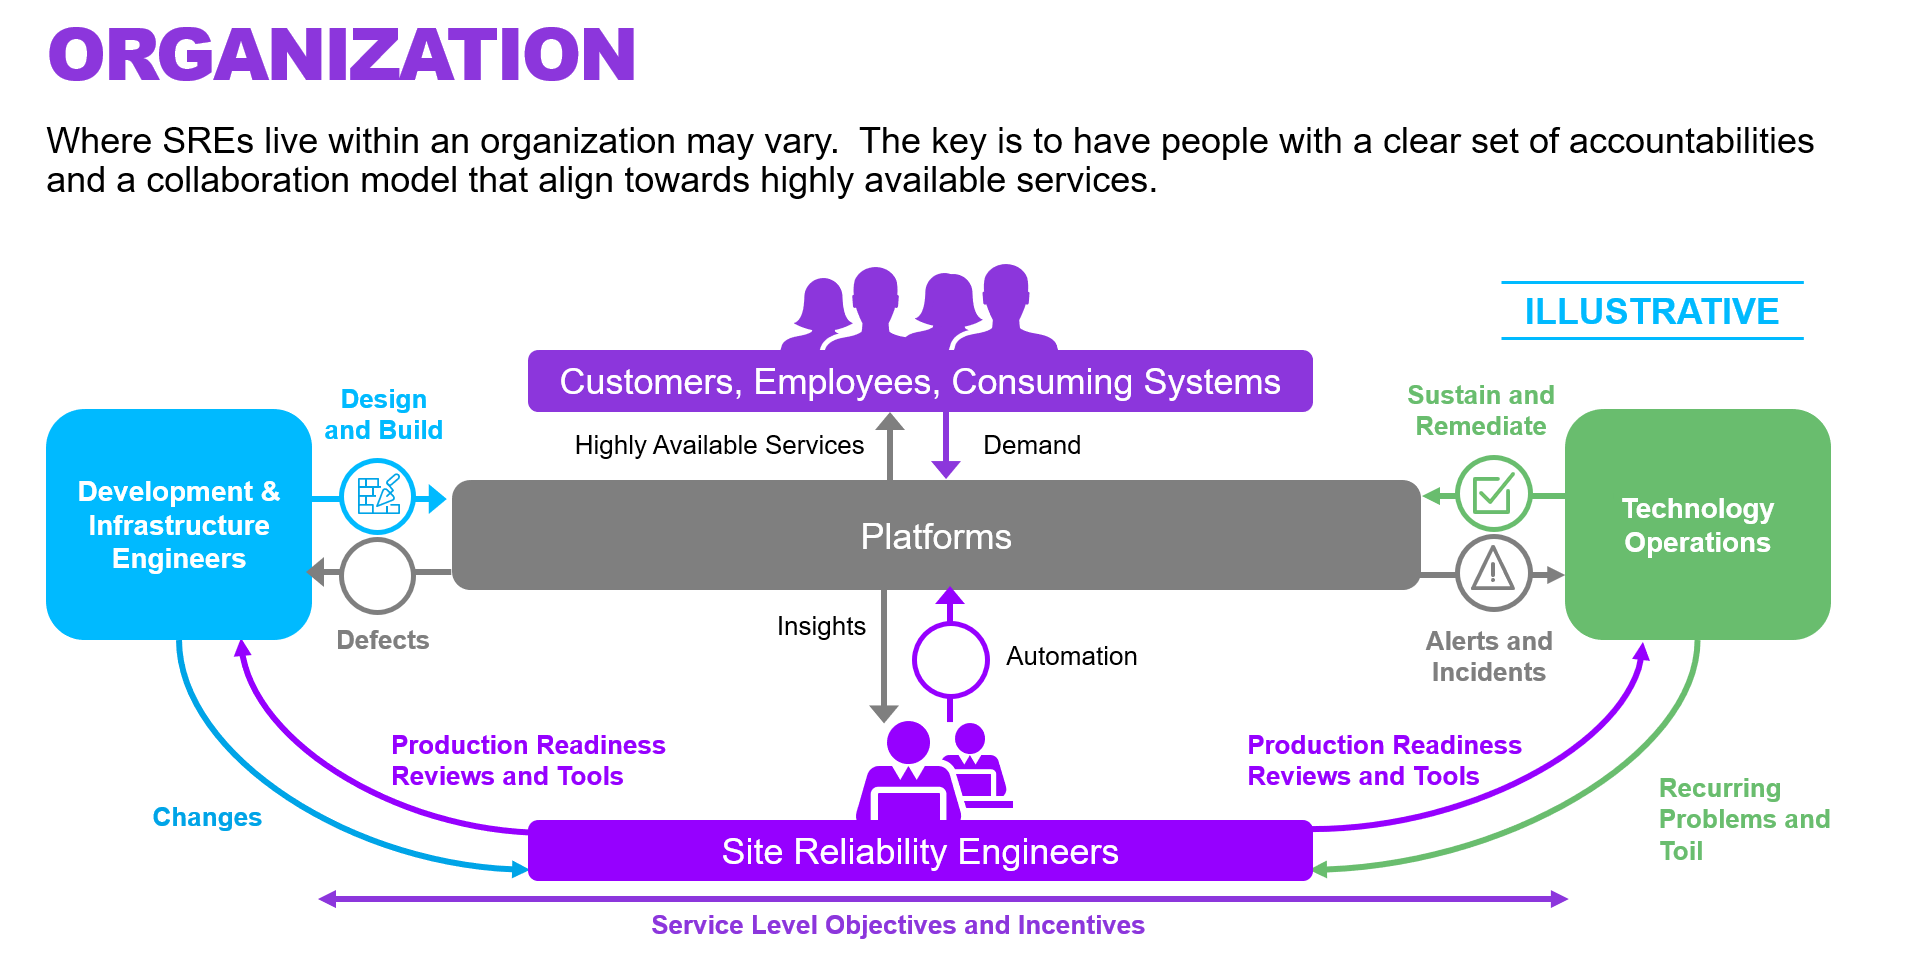 ORGANIZATION
Where SREs live within an organization may vary.  The key is to have people with a clear set of accountabilities
and a collaboration model that align towards highly available services.
ILLUSTRATIVE
Customers, Employees, Consuming Systems
Design
and Build
Sustain and
Remediate
Highly Available Services
Demand
Development &
Infrastructure
Engineers
Platforms
Technology
Operations
Defects
Insights
Automation
Alerts and
Incidents
Production Readiness
Reviews and Tools
Production Readiness
Reviews and Tools
Changes
Recurring
Problems and
Toil
Site Reliability Engineers
Service Level Objectives and Incentives